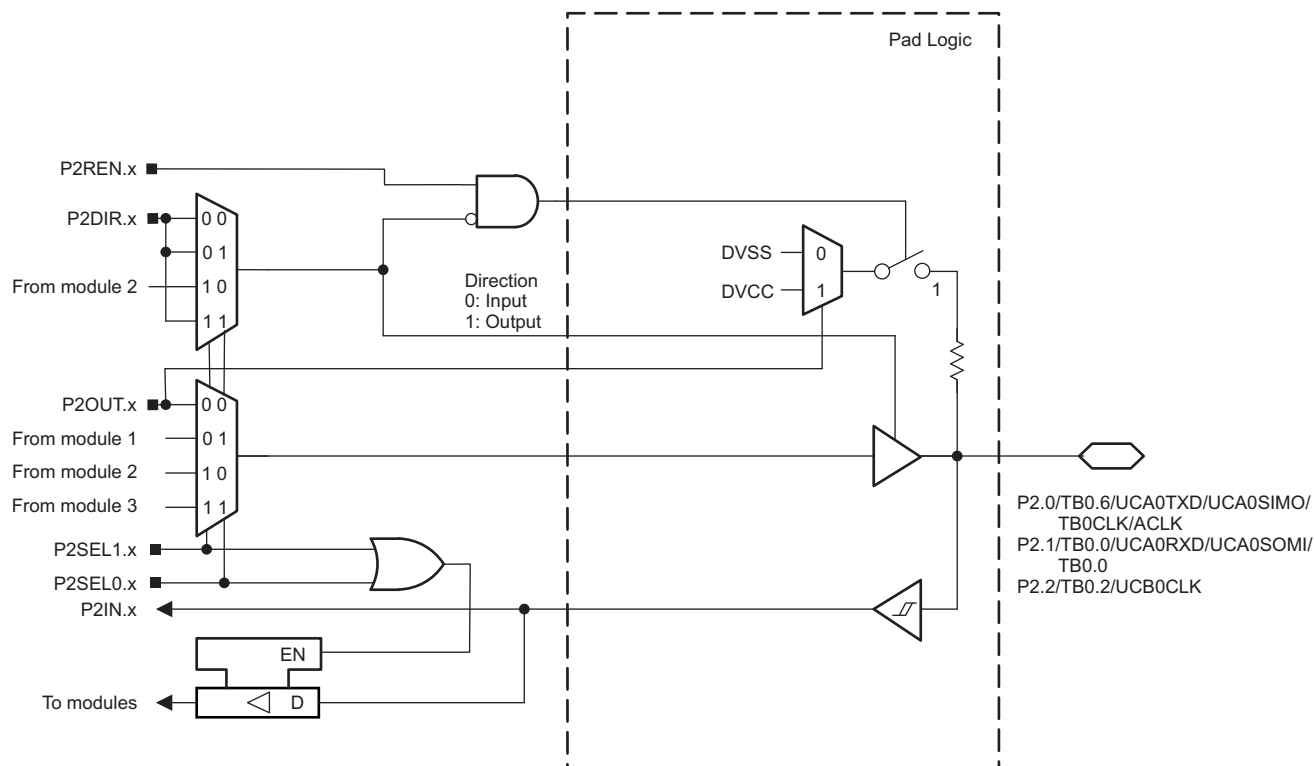 Pad Logic
P2REN.x
P2DIR.x
0 0
0 1
From module 2
1 0
1 1
Direction
0: Input
1: Output
DVSS
0
DVCC
1
1
P2OUT.x
0 0
From module 1
0 1
From module 2
1 0
From module 3
1 1
P2SEL1.x
P2SEL0.x
P2IN.x
EN
To modules
D
P2.0/TB0.6/UCA0TXD/UCA0SIMO/
TB0CLK/ACLK
P2.1/TB0.0/UCA0RXD/UCA0SOMI/
TB0.0
P2.2/TB0.2/UCB0CLK